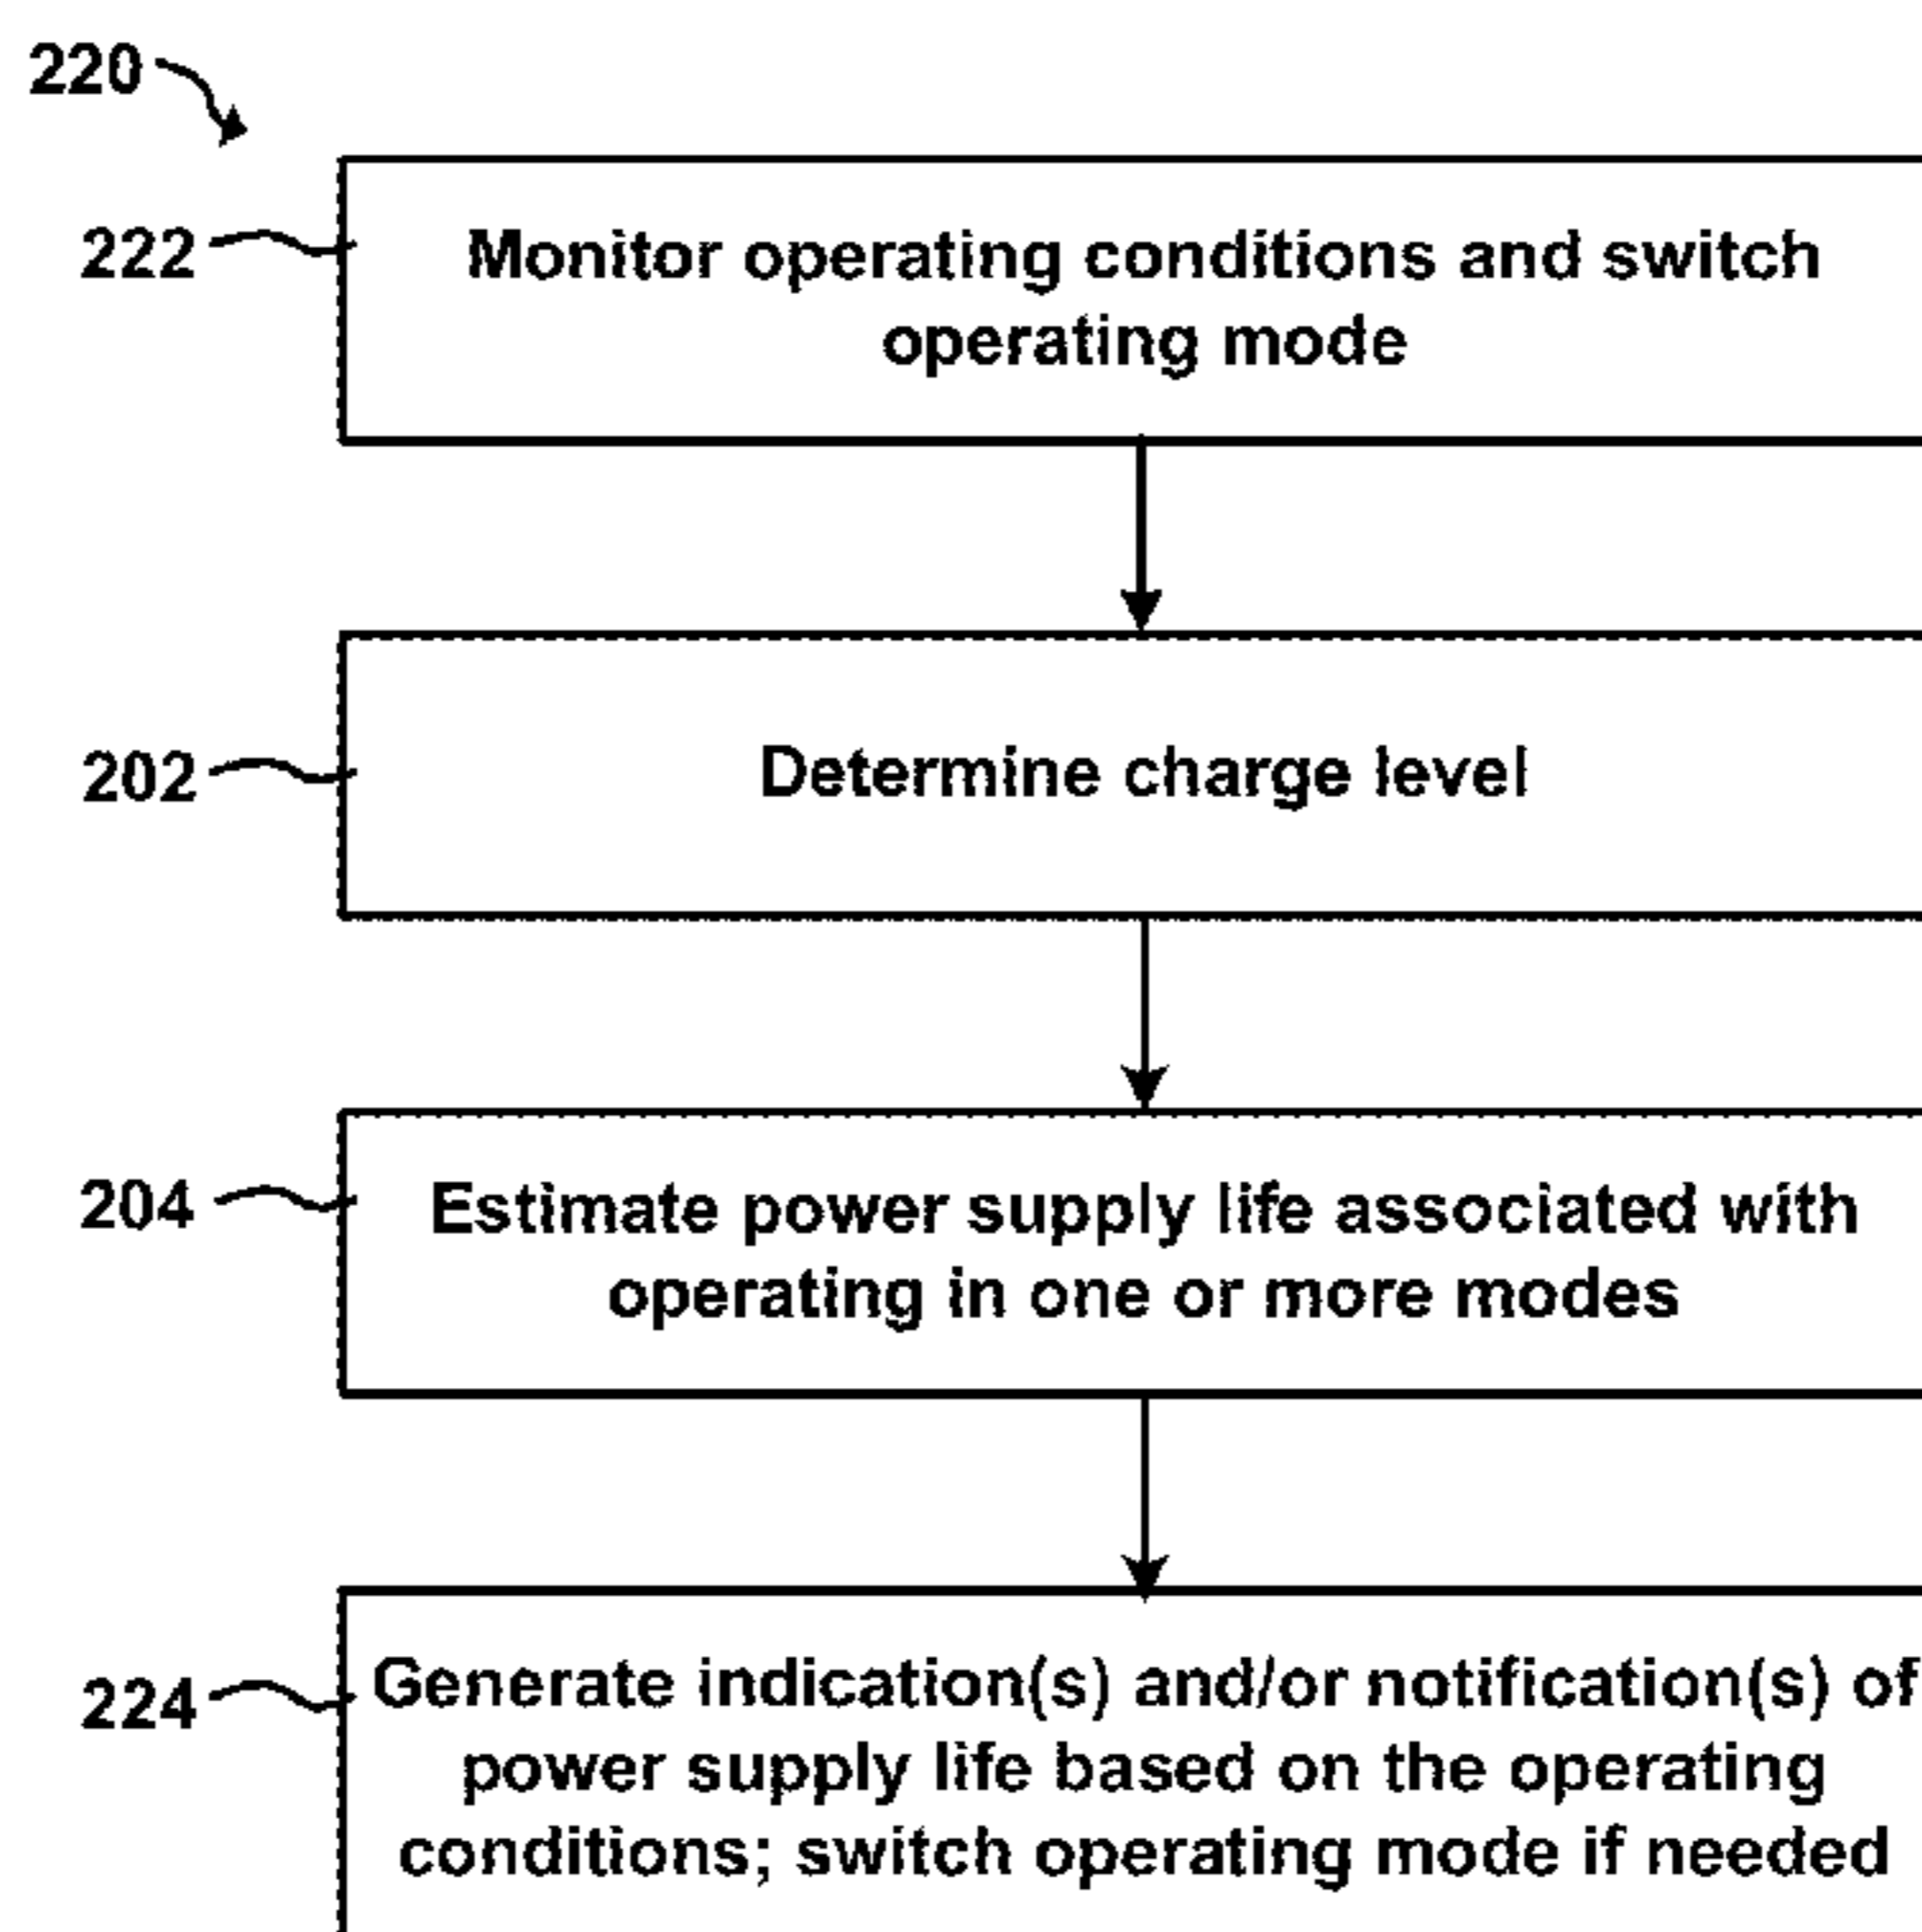 220
222
Monitor operating conditions and switch
operating mode
202
Determine charge level
204
Estimate power supply life associated with
operating in one or more modes
224
Generate indication(s) and/or notification(s) of
power supply life based on the operating
conditions; switch operating mode if needed